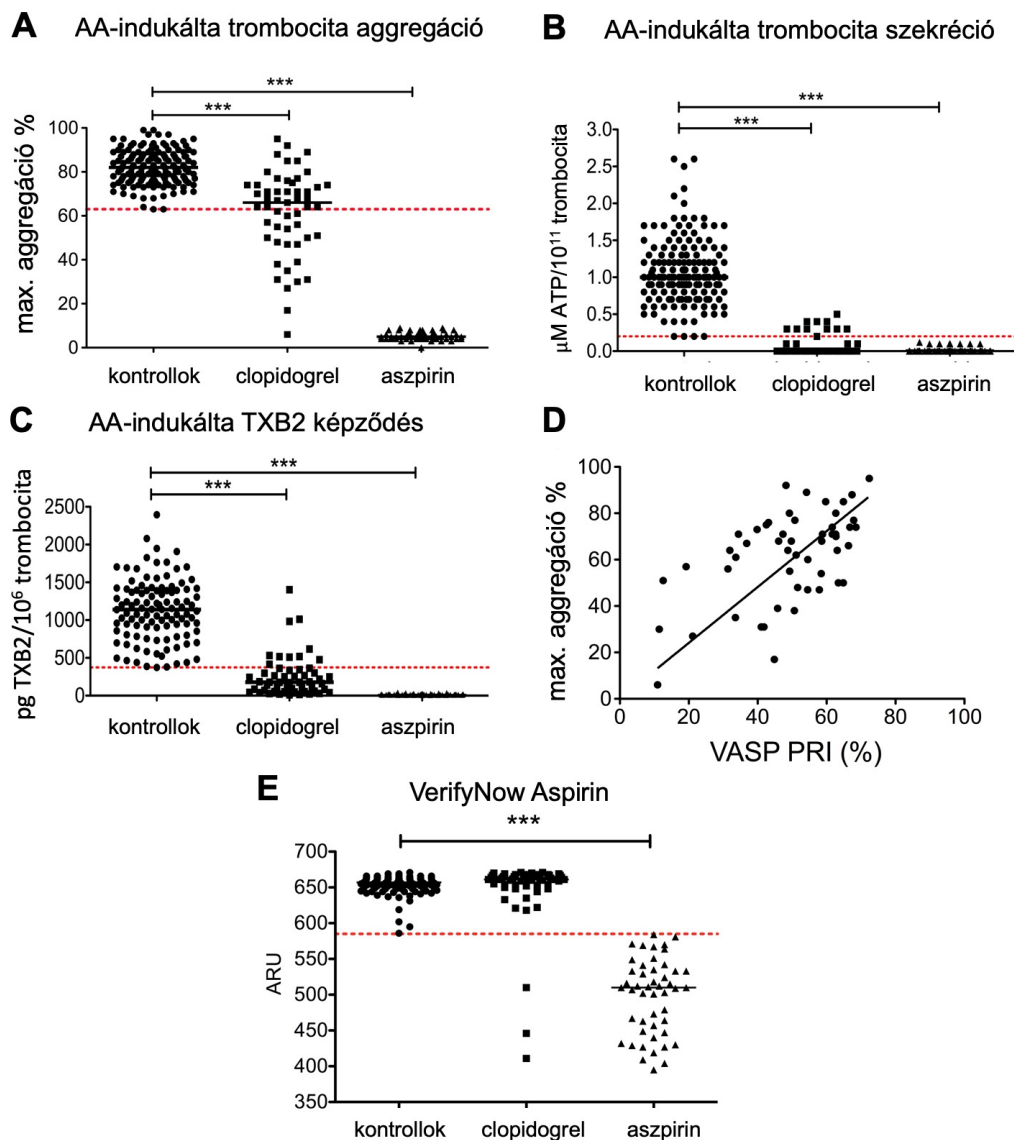 A
AA-indukálta trombocita aggregáció
***
***
max. aggregáció %
100
80
60
40
20
0
kontrollok clopidogrel aszpirin
B
AA-indukálta trombocita szekréció
***
***
µM ATP/10¹¹ trombocita
3.0
2.5
2.0
1.5
1.0
0.5
0.0
kontrollok clopidogrel aszpirin
C
AA-indukálta TXB2 képződés
***
***
pg TXB2/10⁶ trombocita
2500
2000
1500
1000
500
0
kontrollok clopidogrel aszpirin
D
max. aggregáció %
100
80
60
40
20
0
0 20 40 60 80 100
VASP PRI (%)
E
VerifyNow Aspirin
***
ARU
700
650
600
550
500
450
400
350
kontrollok clopidogrel aszpirin